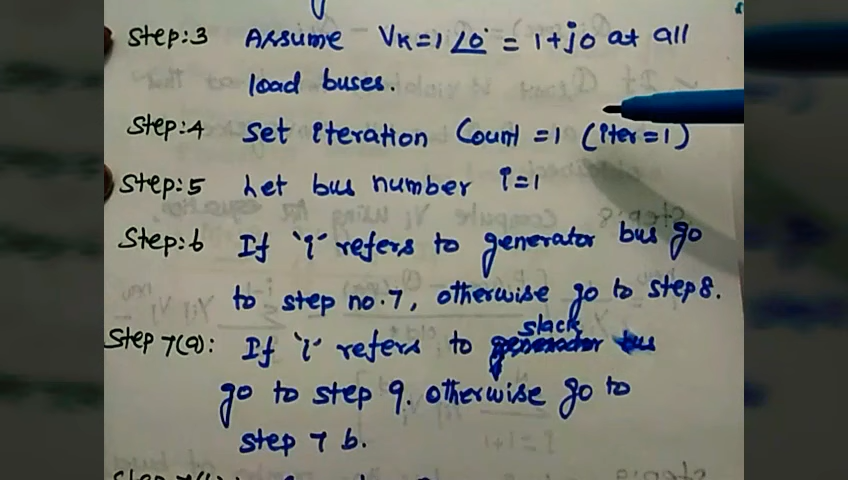 Step:3 Assume VK=1∠0° = 1+j0 at all
load buses.
Step:4 Set iteration Count =1 (iter=1)
Step:5 Let bus number i=1
Step:6 If 'i' refers to generator bus go
to step no.7, otherwise go to step 8.
slack
Step 7(a): If 'i' refers to generator bus
go to step 9. otherwise go to
step 7 b.